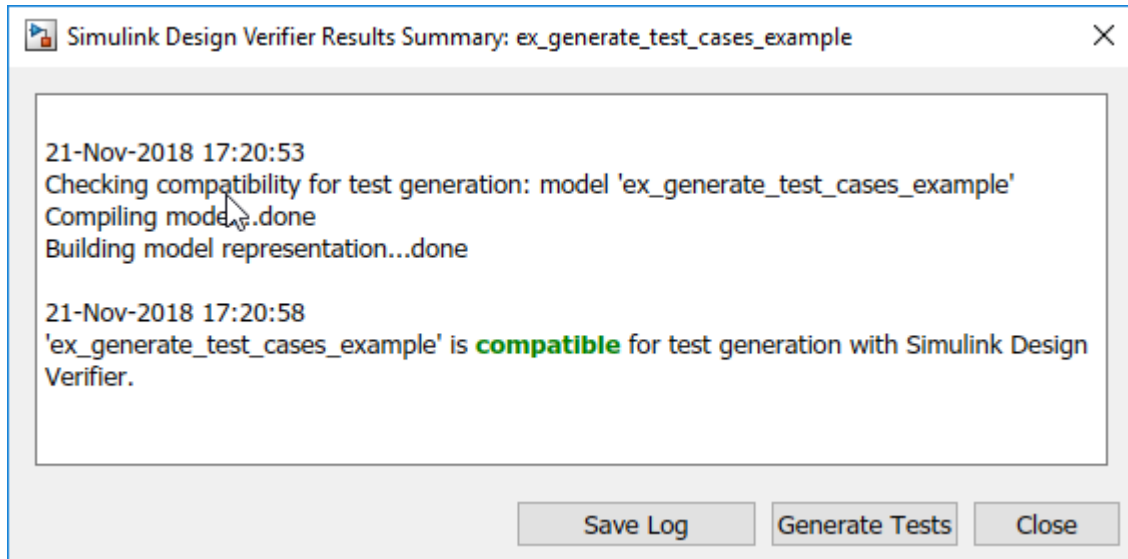 Simulink Design Verifier Results Summary: ex_generate_test_cases_example
21-Nov-2018 17:20:53
Checking compatibility for test generation: model 'ex_generate_test_cases_example'
Compiling model...done
Building model representation...done
21-Nov-2018 17:20:58
'ex_generate_test_cases_example' is compatible for test generation with Simulink Design
Verifier.
Save Log Generate Tests Close